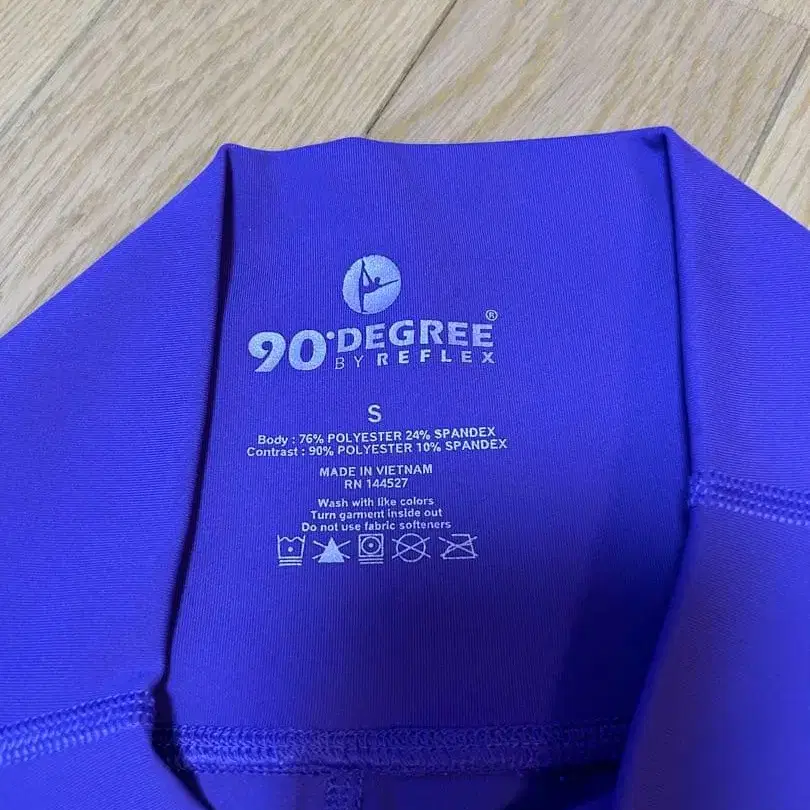 90°DEGREE®
BY REFLEX
S
Body : 76% POLYESTER 24% SPANDEX
Contrast : 90% POLYESTER 10% SPANDEX
MADE IN VIETNAM
RN 144527
Wash with like colors
Turn garment inside out
Do not use fabric softeners